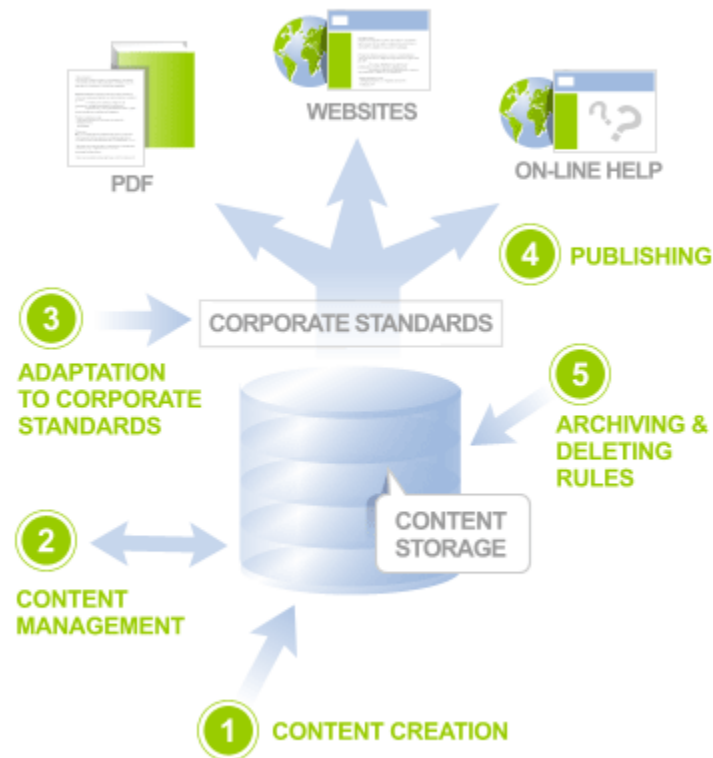 WEBSITES
PDF
ON-LINE HELP
4 PUBLISHING
3
CORPORATE STANDARDS
ADAPTATION
TO CORPORATE
STANDARDS
5
ARCHIVING &
DELETING
RULES
CONTENT
STORAGE
2
CONTENT
MANAGEMENT
1 CONTENT CREATION